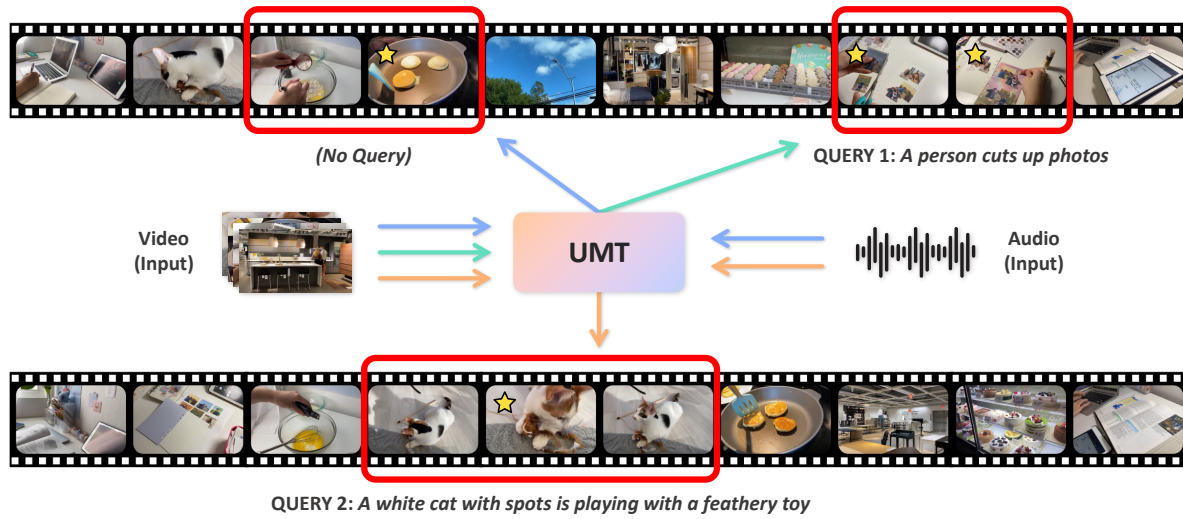 (No Query)
QUERY 1: A person cuts up photos
Video
(Input)
UMT
Audio
(Input)
QUERY 2: A white cat with spots is playing with a feathery toy